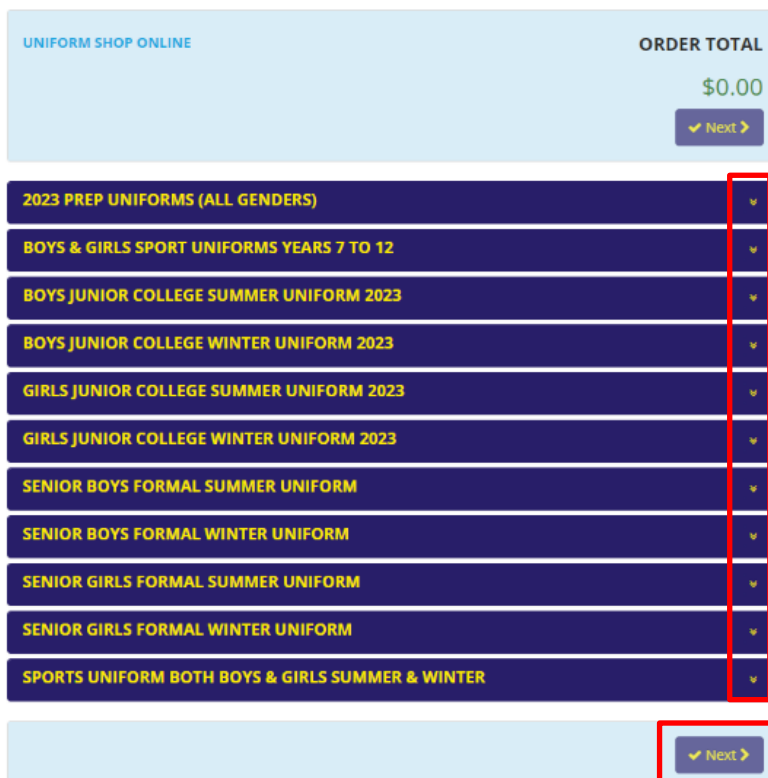 UNIFORM SHOP ONLINE
ORDER TOTAL
$0.00
Next
2023 PREP UNIFORMS (ALL GENDERS)
BOYS & GIRLS SPORT UNIFORMS YEARS 7 TO 12
BOYS JUNIOR COLLEGE SUMMER UNIFORM 2023
BOYS JUNIOR COLLEGE WINTER UNIFORM 2023
GIRLS JUNIOR COLLEGE SUMMER UNIFORM 2023
GIRLS JUNIOR COLLEGE WINTER UNIFORM 2023
SENIOR BOYS FORMAL SUMMER UNIFORM
SENIOR BOYS FORMAL WINTER UNIFORM
SENIOR GIRLS FORMAL SUMMER UNIFORM
SENIOR GIRLS FORMAL WINTER UNIFORM
SPORTS UNIFORM BOTH BOYS & GIRLS SUMMER & WINTER
Next